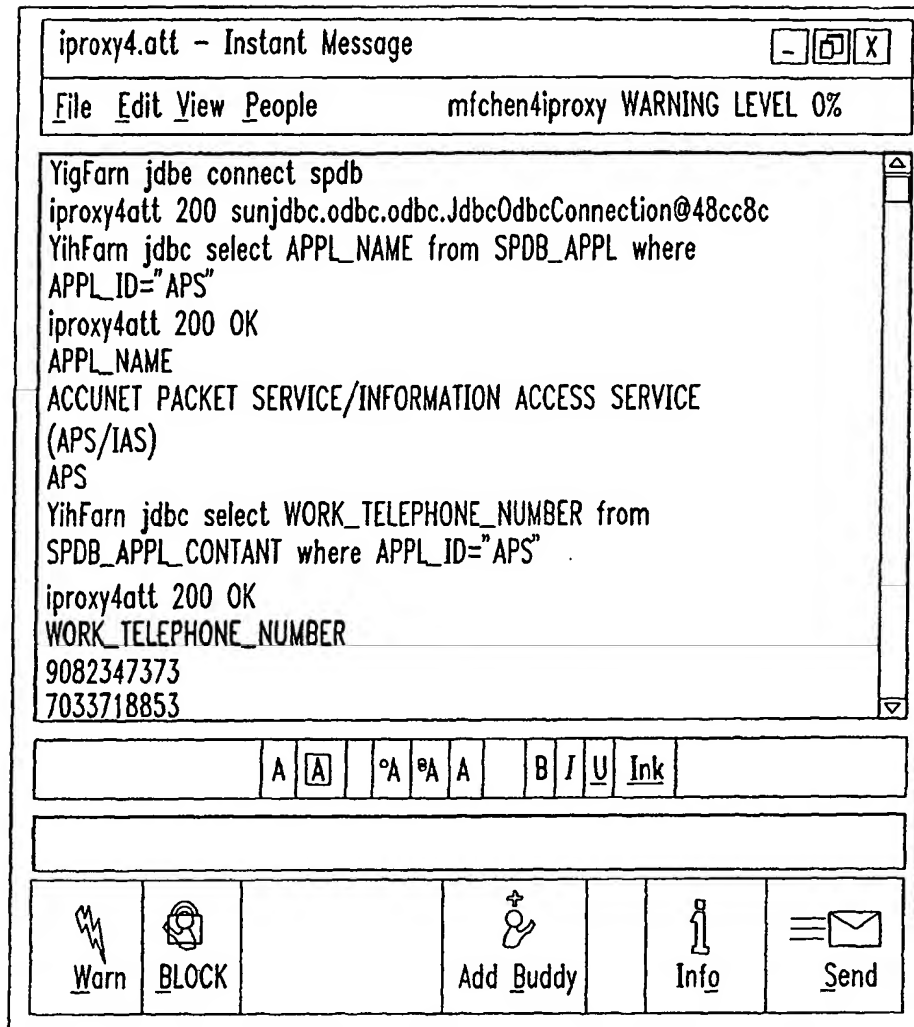 iproxy4.att – Instant Message
- X
File Edit View People mfchen4iproxy WARNING LEVEL 0%
YigFarn jdbe connect spdb
iproxy4att 200 sunjdbc.odbc.odbc.JdbcOdbcConnection@48cc8c
YihFarn jdbc select APPL_NAME from SPDB_APPL where
APPL_ID="APS"
iproxy4att 200 OK
APPL_NAME
ACCUNET PACKET SERVICE/INFORMATION ACCESS SERVICE
(APS/IAS)
APS
YihFarn jdbc select WORK_TELEPHONE_NUMBER from
SPDB_APPL_CONTANT where APPL_ID="APS"
iproxy4att 200 OK
WORK_TELEPHONE_NUMBER
9082347373
7033718853
A A °A ᴮA A B I U Ink
Warn BLOCK Add Buddy Info Send